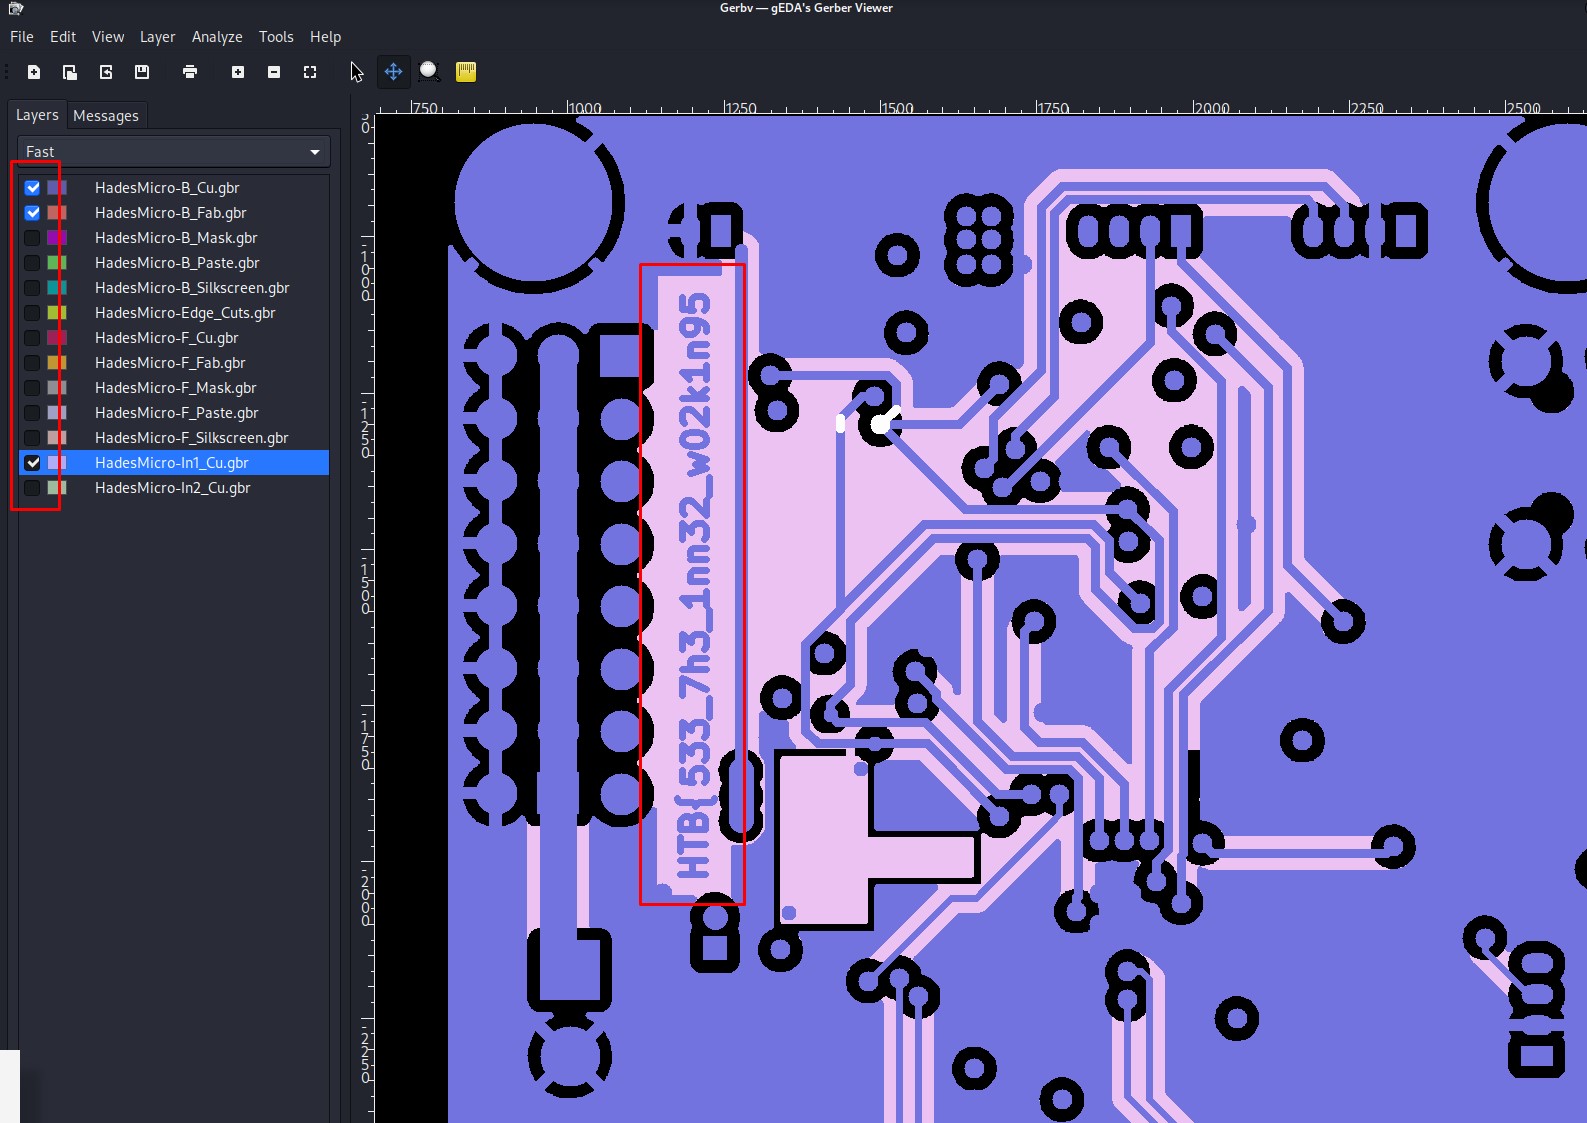 Gerbv — gEDA's Gerber Viewer
File Edit View Layer Analyze Tools Help
Layers Messages
Fast
HadesMicro-B_Cu.gbr
HadesMicro-B_Fab.gbr
HadesMicro-B_Mask.gbr
HadesMicro-B_Paste.gbr
HadesMicro-B_Silkscreen.gbr
HadesMicro-Edge_Cuts.gbr
HadesMicro-F_Cu.gbr
HadesMicro-F_Fab.gbr
HadesMicro-F_Mask.gbr
HadesMicro-F_Paste.gbr
HadesMicro-F_Silkscreen.gbr
HadesMicro-In1_Cu.gbr
HadesMicro-In2_Cu.gbr
750 1000 1250 1500 1750 2000 2250 2500
-1000
-1250
-1500
-1750
-2000
-2250
HTB{533_7h3_1nn32_w02k1n95